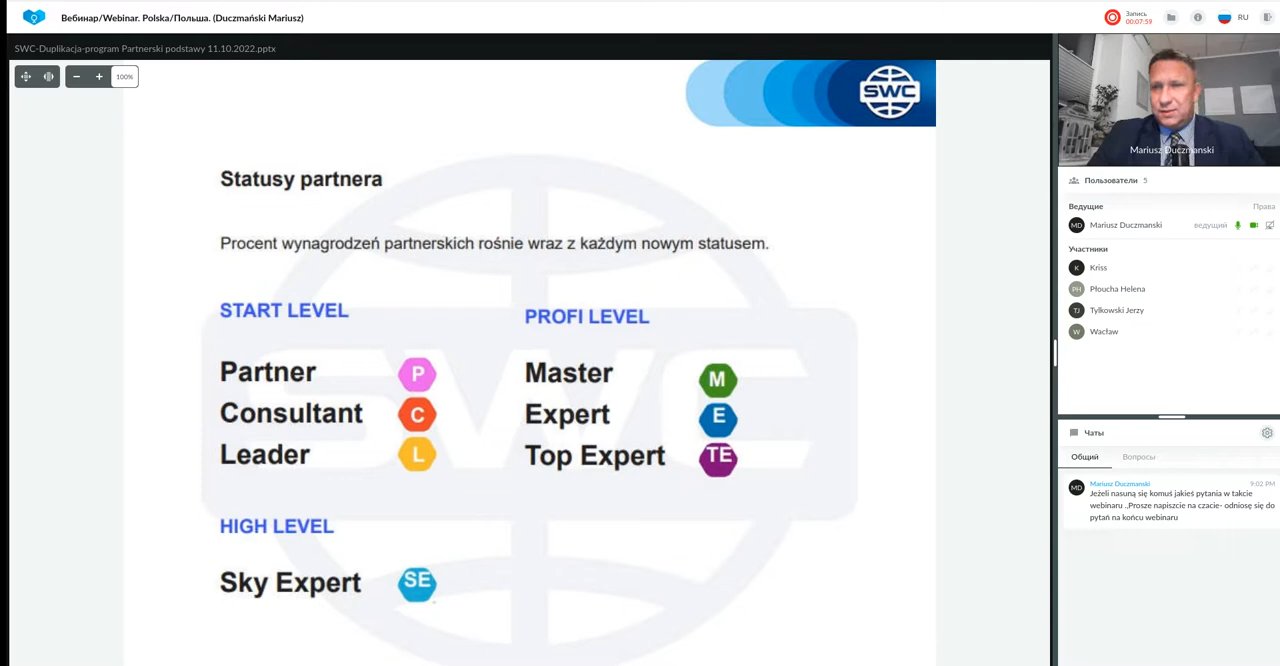 Вебинар/Webinar. Polska/Польша. (Duczmański Mariusz)
Запись
00:07:59
RU
SWC-Duplikacja-program Partnerski podstawy 11.10.2022.pptx
100%
SWC
Statusy partnera
Procent wynagrodzeń partnerskich rośnie wraz z każdym nowym statusem.
START LEVEL
Partner P
Consultant C
Leader L
PROFI LEVEL
Master M
Expert E
Top Expert TE
HIGH LEVEL
Sky Expert SE
SWC
Mariusz Duczmanski
Пользователи 5
Ведущие Права
MD Mariusz Duczmanski ведущий
Участники
K Kriss
PH Płoucha Helena
TJ Tylkowski Jerzy
W Wacław
Чаты
Общий Вопросы
MD Mariusz Duczmanski 9:02 PM
Jeżeli nasuną się komuś jakieś pytania w takcie
webinaru ,,Prosze napiszcie na czacie- odniosę się do
pytań na końcu webinaru